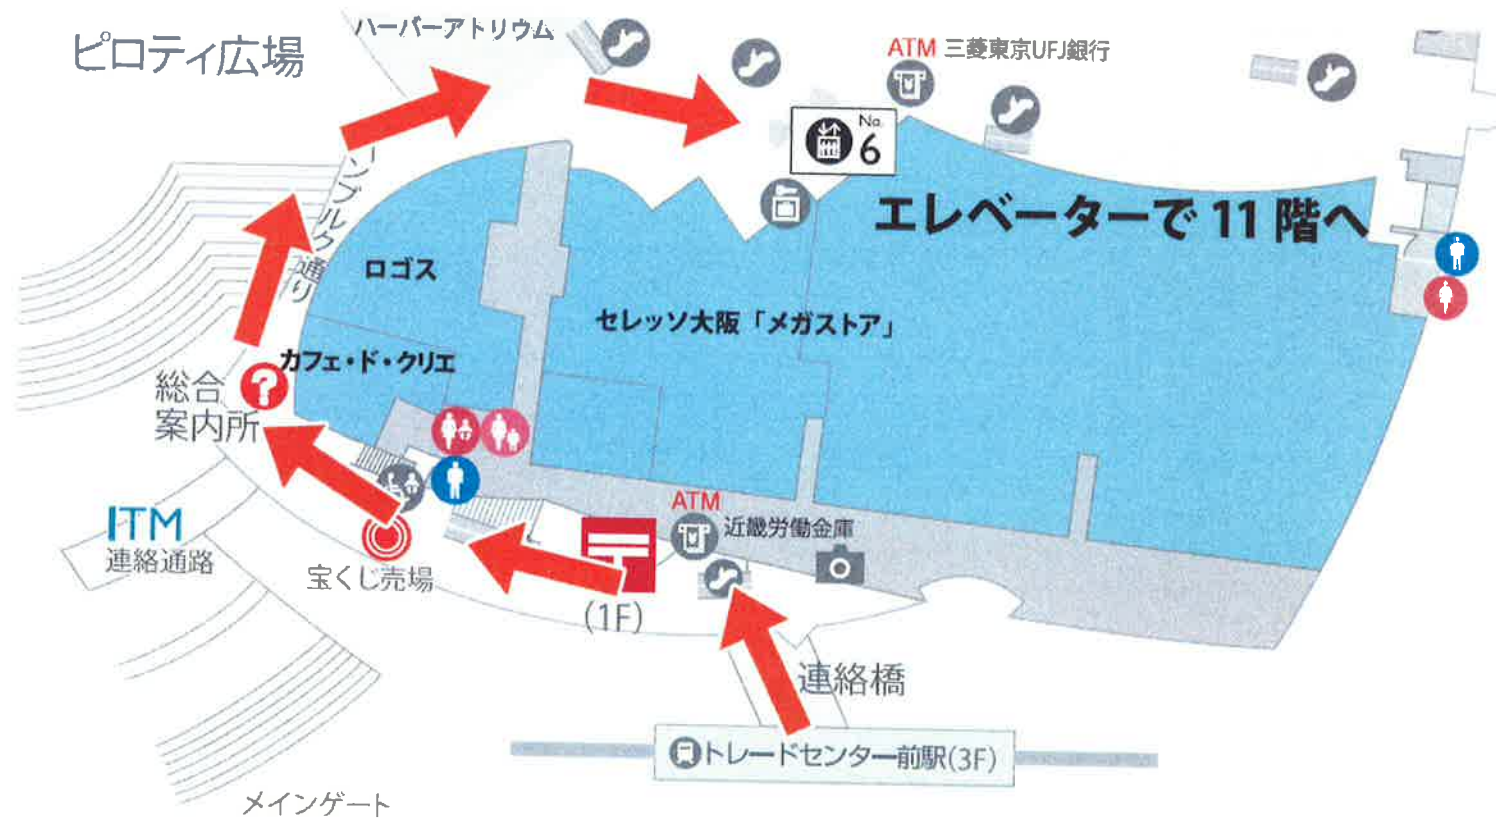 ハーバーアトリウム
ピロティ広場
ATM 三菱東京UFJ銀行
No.
6
エレベーターで 11 階へ
ンブルク通り
ロゴス
セレッソ大阪「メガストア」
カフェ・ド・クリエ
?
総合
案内所
ATM
近畿労働金庫
ITM
連絡通路
宝くじ売場
(1F)
連絡橋
トレードセンター前駅(3F)
メインゲート